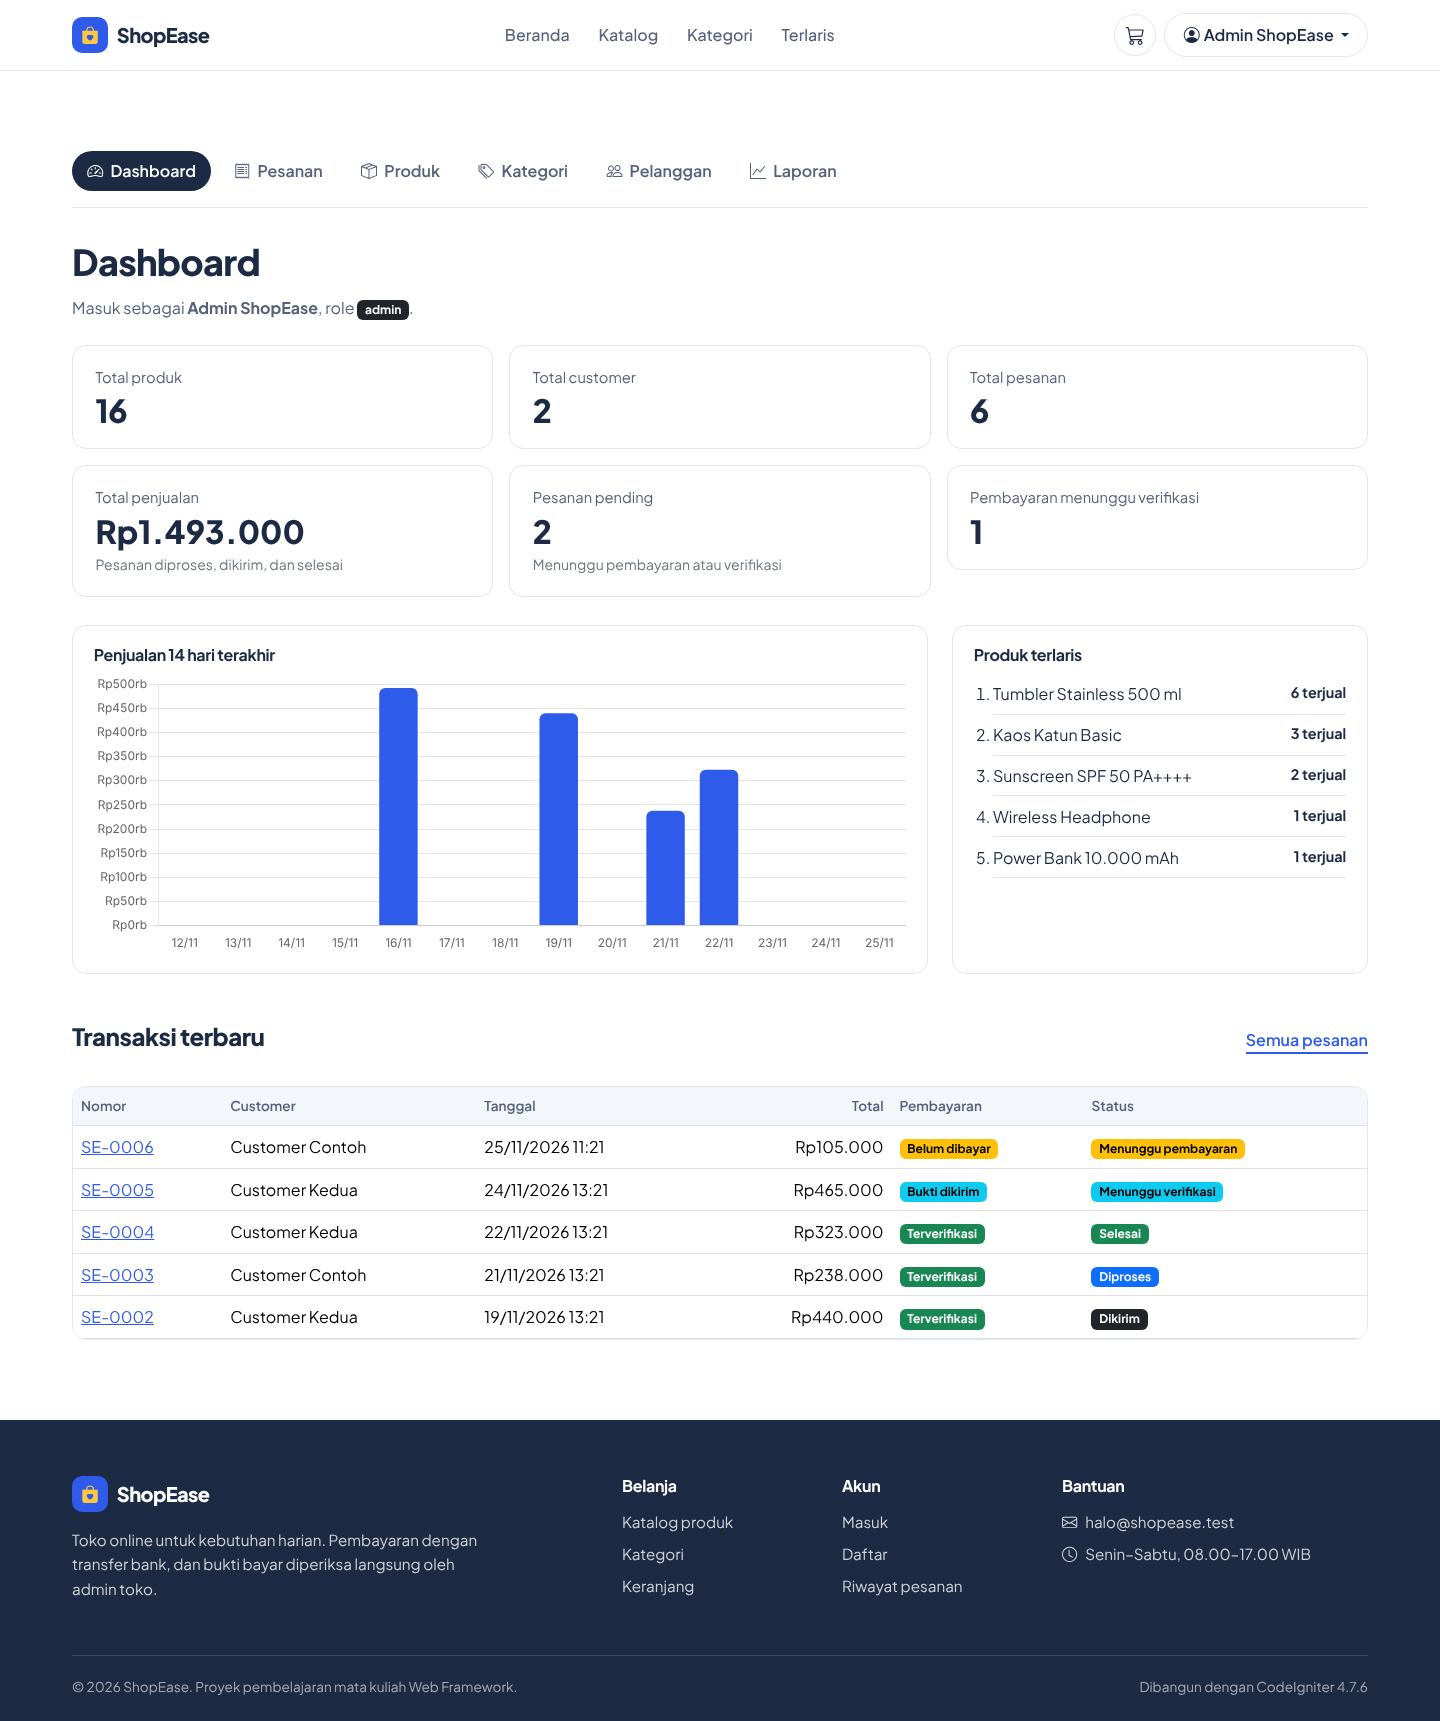 ShopEase
Beranda Katalog Kategori Terlaris
Admin ShopEase
Dashboard Pesanan Produk Kategori Pelanggan Laporan
Dashboard
Masuk sebagai Admin ShopEase, role admin.
Total produk
16
Total customer
2
Total pesanan
6
Total penjualan
Rp1.493.000
Pesanan diproses, dikirim, dan selesai
Pesanan pending
2
Menunggu pembayaran atau verifikasi
Pembayaran menunggu verifikasi
1
Penjualan 14 hari terakhir
Rp500rb
Rp450rb
Rp400rb
Rp350rb
Rp300rb
Rp250rb
Rp200rb
Rp150rb
Rp100rb
Rp50rb
Rp0rb
12/11 13/11 14/11 15/11 16/11 17/11 18/11 19/11 20/11 21/11 22/11 23/11 24/11 25/11
Produk terlaris
1. Tumbler Stainless 500 ml 6 terjual
2. Kaos Katun Basic 3 terjual
3. Sunscreen SPF 50 PA++++ 2 terjual
4. Wireless Headphone 1 terjual
5. Power Bank 10.000 mAh 1 terjual
Transaksi terbaru
Semua pesanan
Nomor Customer Tanggal Total Pembayaran Status
SE-0006 Customer Contoh 25/11/2026 11:21 Rp105.000 Belum dibayar Menunggu pembayaran
SE-0005 Customer Kedua 24/11/2026 13:21 Rp465.000 Bukti dikirim Menunggu verifikasi
SE-0004 Customer Kedua 22/11/2026 13:21 Rp323.000 Terverifikasi Selesai
SE-0003 Customer Contoh 21/11/2026 13:21 Rp238.000 Terverifikasi Diproses
SE-0002 Customer Kedua 19/11/2026 13:21 Rp440.000 Terverifikasi Dikirim
ShopEase
Toko online untuk kebutuhan harian. Pembayaran dengan
transfer bank, dan bukti bayar diperiksa langsung oleh
admin toko.
Belanja
Katalog produk
Kategori
Keranjang
Akun
Masuk
Daftar
Riwayat pesanan
Bantuan
halo@shopease.test
Senin–Sabtu, 08.00–17.00 WIB
© 2026 ShopEase. Proyek pembelajaran mata kuliah Web Framework.
Dibangun dengan CodeIgniter 4.7.6